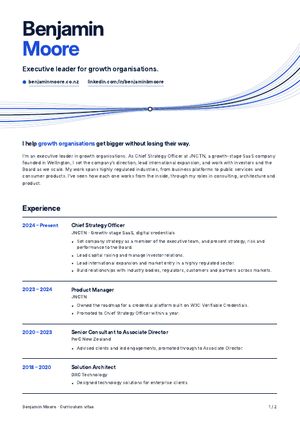 Benjamin
Moore
Executive leader for growth organisations.
benjaminmoore.co.nz linkedin.com/in/benjaminbmoore
I help growth organisations get bigger without losing their way.
I'm an executive leader in growth organisations. As Chief Strategy Officer at JNCTN, a growth-stage SaaS company
founded in Wellington, I set the company's direction, lead international expansion, and work with investors and the
Board as we scale. My work spans highly regulated industries, from business platforms to public services and
consumer products. I've seen how each one works from the inside, through my roles in consulting, architecture and
product.
Experience
2024 – Present Chief Strategy Officer
JNCTN · Growth-stage SaaS, digital credentials
• Set company strategy as a member of the executive team, and present strategy, risk and
performance to the Board.
• Lead capital raising and manage investor relations.
• Lead international expansion and market entry in a highly regulated sector.
• Build relationships with industry bodies, regulators, customers and partners across sectors.
2023 – 2024 Product Manager
JNCTN
• Owned the roadmap for a credential platform built on W3C Verifiable Credentials.
• Promoted to Chief Strategy Officer within a year.
2020 – 2023 Senior Consultant to Associate Director
PwC New Zealand
• Advised clients and led engagements, promoted through to Associate Director.
2018 – 2020 Solution Architect
DXC Technology
• Designed technology solutions for enterprise clients.
Benjamin Moore · Curriculum vitae 1 / 2